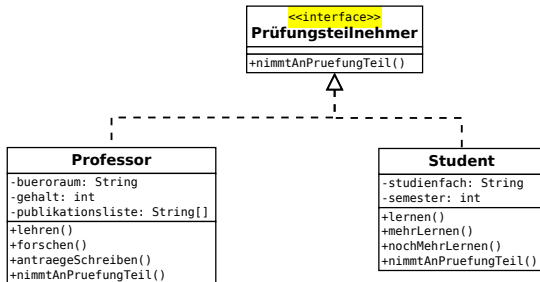 <<interface>>
Prüfungsteilnehmer
+nimmtAnPruefungTeil()
Professor
-bueroraum: String
-gehalt: int
-publikationsliste: String[]
+lehren()
+forschen()
+antraegeSchreiben()
+nimmtAnPruefungTeil()
Student
-studienfach: String
-semester: int
+lernen()
+mehrLernen()
+nochMehrLernen()
+nimmtAnPruefungTeil()